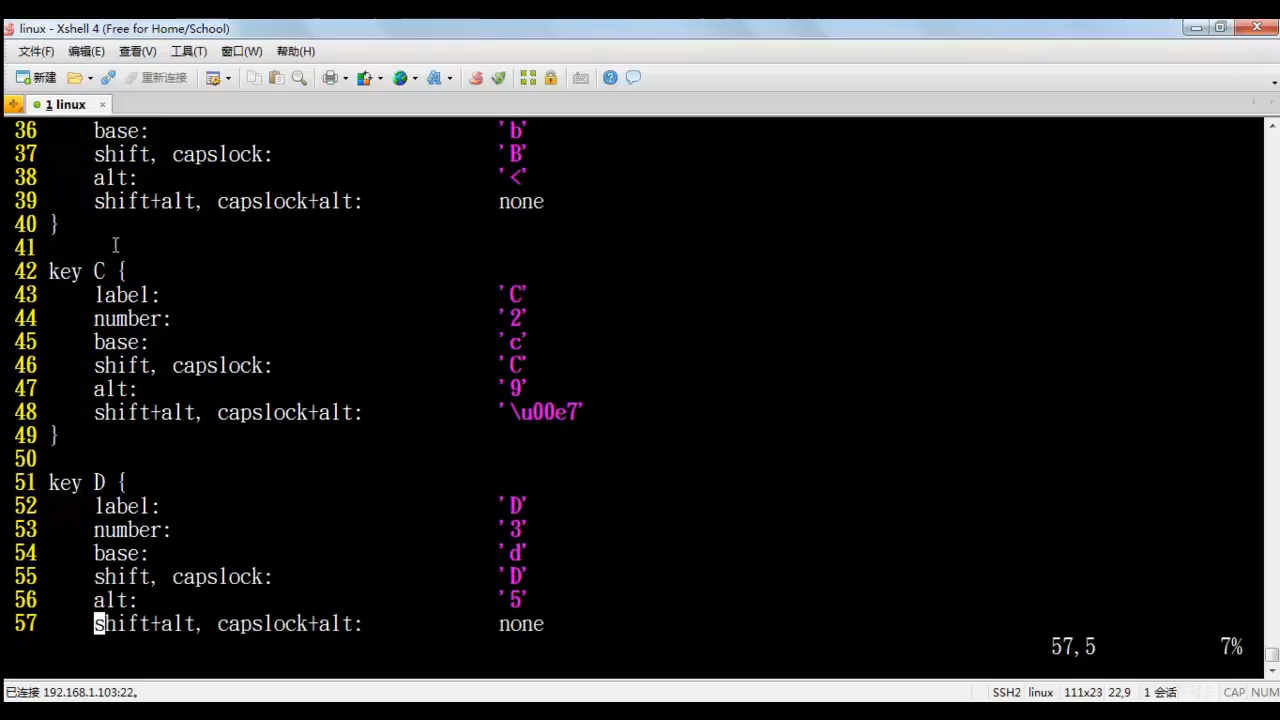 linux - Xshell 4 (Free for Home/School)
文件(F) 编辑(E) 查看(V) 工具(T) 窗口(W) 帮助(H)
新建 重新连接
1 linux
36 base: 'b'
37 shift, capslock: 'B'
38 alt: '<'
39 shift+alt, capslock+alt: none
40 }
41
42 key C {
43 label: 'C'
44 number: '2'
45 base: 'c'
46 shift, capslock: 'C'
47 alt: '9'
48 shift+alt, capslock+alt: '\u00e7'
49 }
50
51 key D {
52 label: 'D'
53 number: '3'
54 base: 'd'
55 shift, capslock: 'D'
56 alt: '5'
57 shift+alt, capslock+alt: none
57,5 7%
已连接 192.168.1.103:22。 SSH2 linux 111x23 22,9 1 会话 CAP NUM